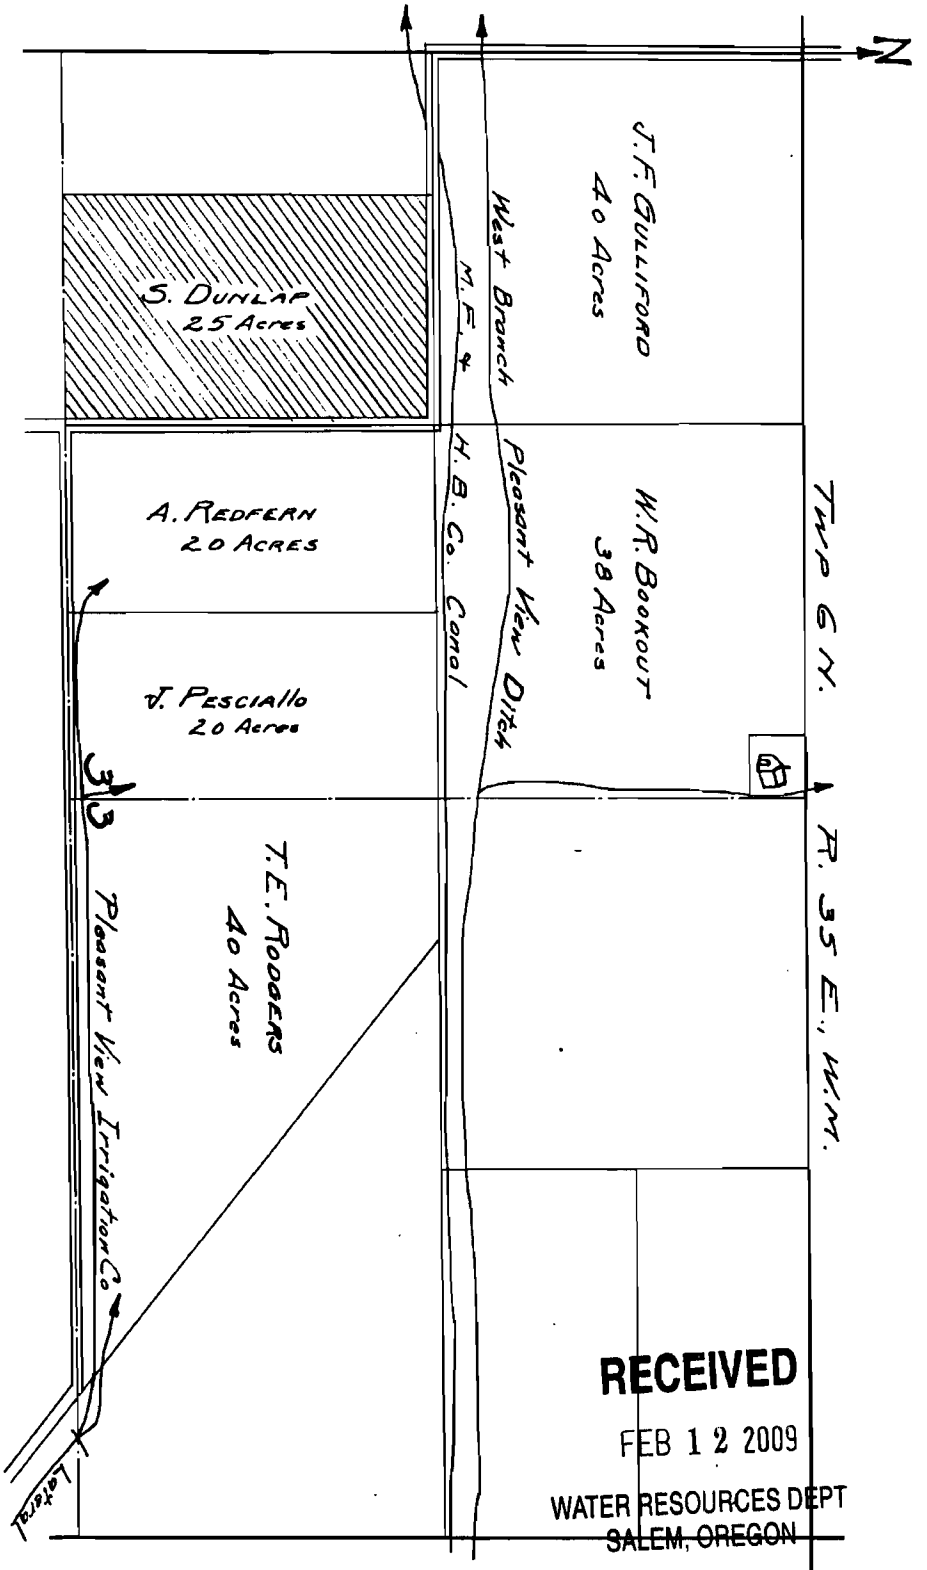 N
J.F. GULLIFORD
40 Acres
West Branch Pleasant View Ditch
M.F. & H.B. Co. Canal
S. DUNLAP
25 Acres
W.R. BOOKOUT
38 Acres
TWP 6 N. R. 35 E., W.M.
A. REDFERN
20 ACRES
J. PESCIAllo
20 Acres
33
T.E. RODGERS
40 Acres
Pleasant View Irrigation Co
Lateral
RECEIVED
FEB 12 2009
WATER RESOURCES DEPT
SALEM, OREGON